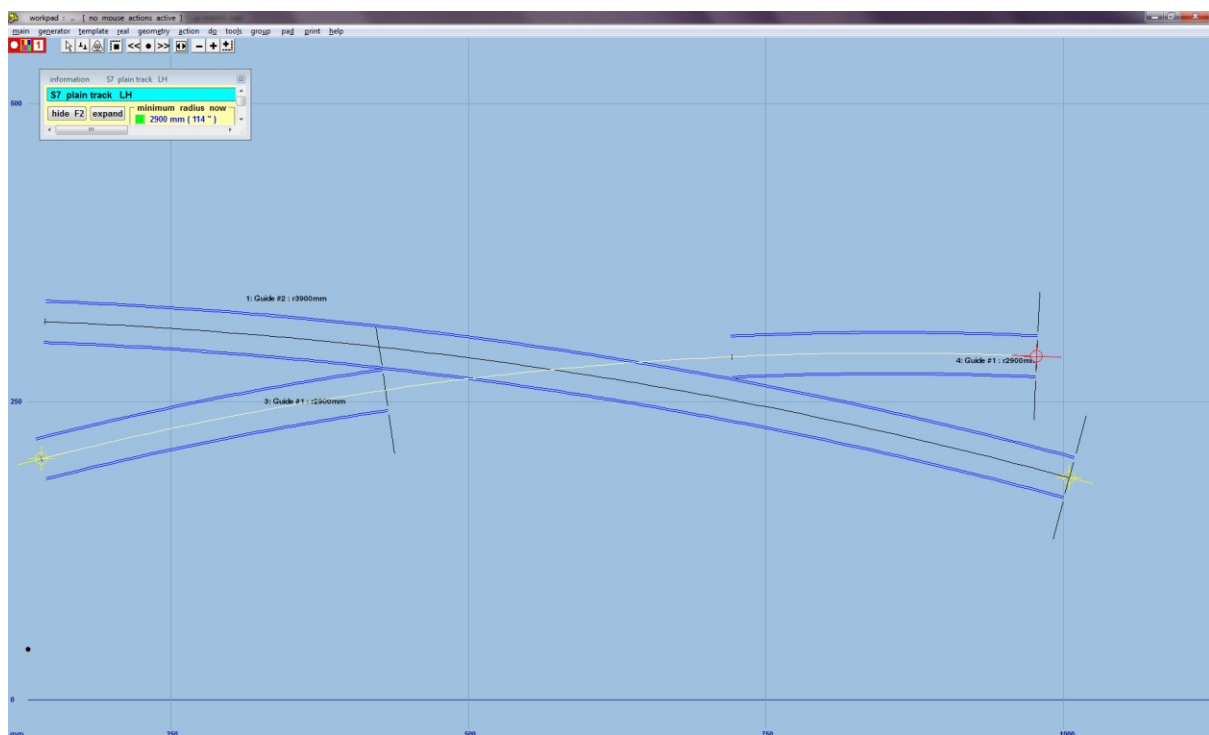 workpad : .. [ no mouse actions active ]
main generator template real geometry action do tools group pad print help
1 << >>
information S7 plain track LH
S7 plain track LH
hide F2 expand minimum radius now
2900 mm ( 114 " )
500
1: Guide #2 : r3900mm
4: Guide #1 : r2900mm
3: Guide #1 : r2900mm
250
0
mm 250 500 750 1000